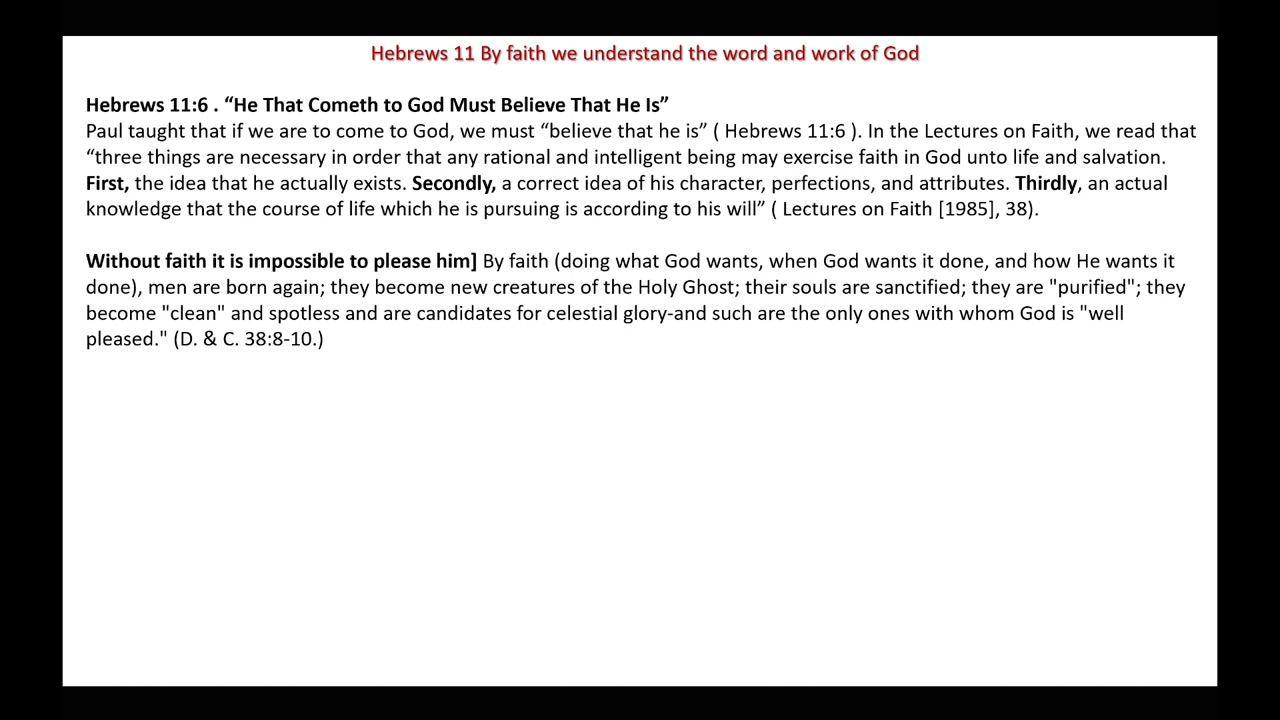 Hebrews 11 By faith we understand the word and work of God
Hebrews 11:6 . “He That Cometh to God Must Believe That He Is”
Paul taught that if we are to come to God, we must “believe that he is” ( Hebrews 11:6 ). In the Lectures on Faith, we read that
“three things are necessary in order that any rational and intelligent being may exercise faith in God unto life and salvation.
First, the idea that he actually exists. Secondly, a correct idea of his character, perfections, and attributes. Thirdly, an actual
knowledge that the course of life which he is pursuing is according to his will” ( Lectures on Faith [1985], 38).
Without faith it is impossible to please him] By faith (doing what God wants, when God wants it done, and how He wants it
done), men are born again; they become new creatures of the Holy Ghost; their souls are sanctified; they are "purified"; they
become "clean" and spotless and are candidates for celestial glory-and such are the only ones with whom God is "well
pleased." (D. & C. 38:8-10.)